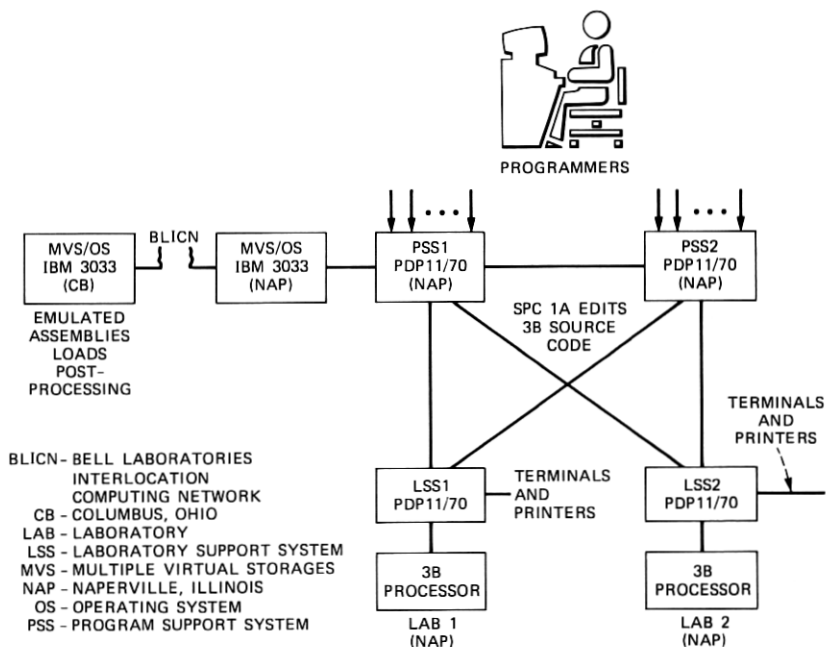 PROGRAMMERS
BLICN
MVS/OS
IBM 3033
(CB)
MVS/OS
IBM 3033
(NAP)
PSS1
PDP11/70
(NAP)
PSS2
PDP11/70
(NAP)
EMULATED
ASSEMBLIES
LOADS
POST-
PROCESSING
SPC 1A EDITS
3B SOURCE
CODE
TERMINALS
AND
PRINTERS
LSS1
PDP11/70
TERMINALS
AND
PRINTERS
LSS2
PDP11/70
3B
PROCESSOR
LAB 1
(NAP)
3B
PROCESSOR
LAB 2
(NAP)
BLICN – BELL LABORATORIES
INTERLOCATION
COMPUTING NETWORK
CB – COLUMBUS, OHIO
LAB – LABORATORY
LSS – LABORATORY SUPPORT SYSTEM
MVS – MULTIPLE VIRTUAL STORAGES
NAP – NAPERVILLE, ILLINOIS
OS – OPERATING SYSTEM
PSS – PROGRAM SUPPORT SYSTEM